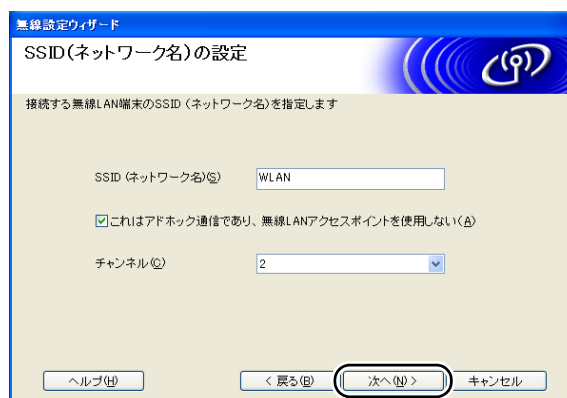 無線設定ウィザード
SSID(ネットワーク名)の設定
接続する無線LAN端末のSSID (ネットワーク名)を指定します
SSID (ネットワーク名)(S) WLAN
これはアドホック通信であり、無線LANアクセスポイントを使用しない(A)
チャンネル(C) 2
ヘルプ(H) < 戻る(B) 次へ(N) > キャンセル